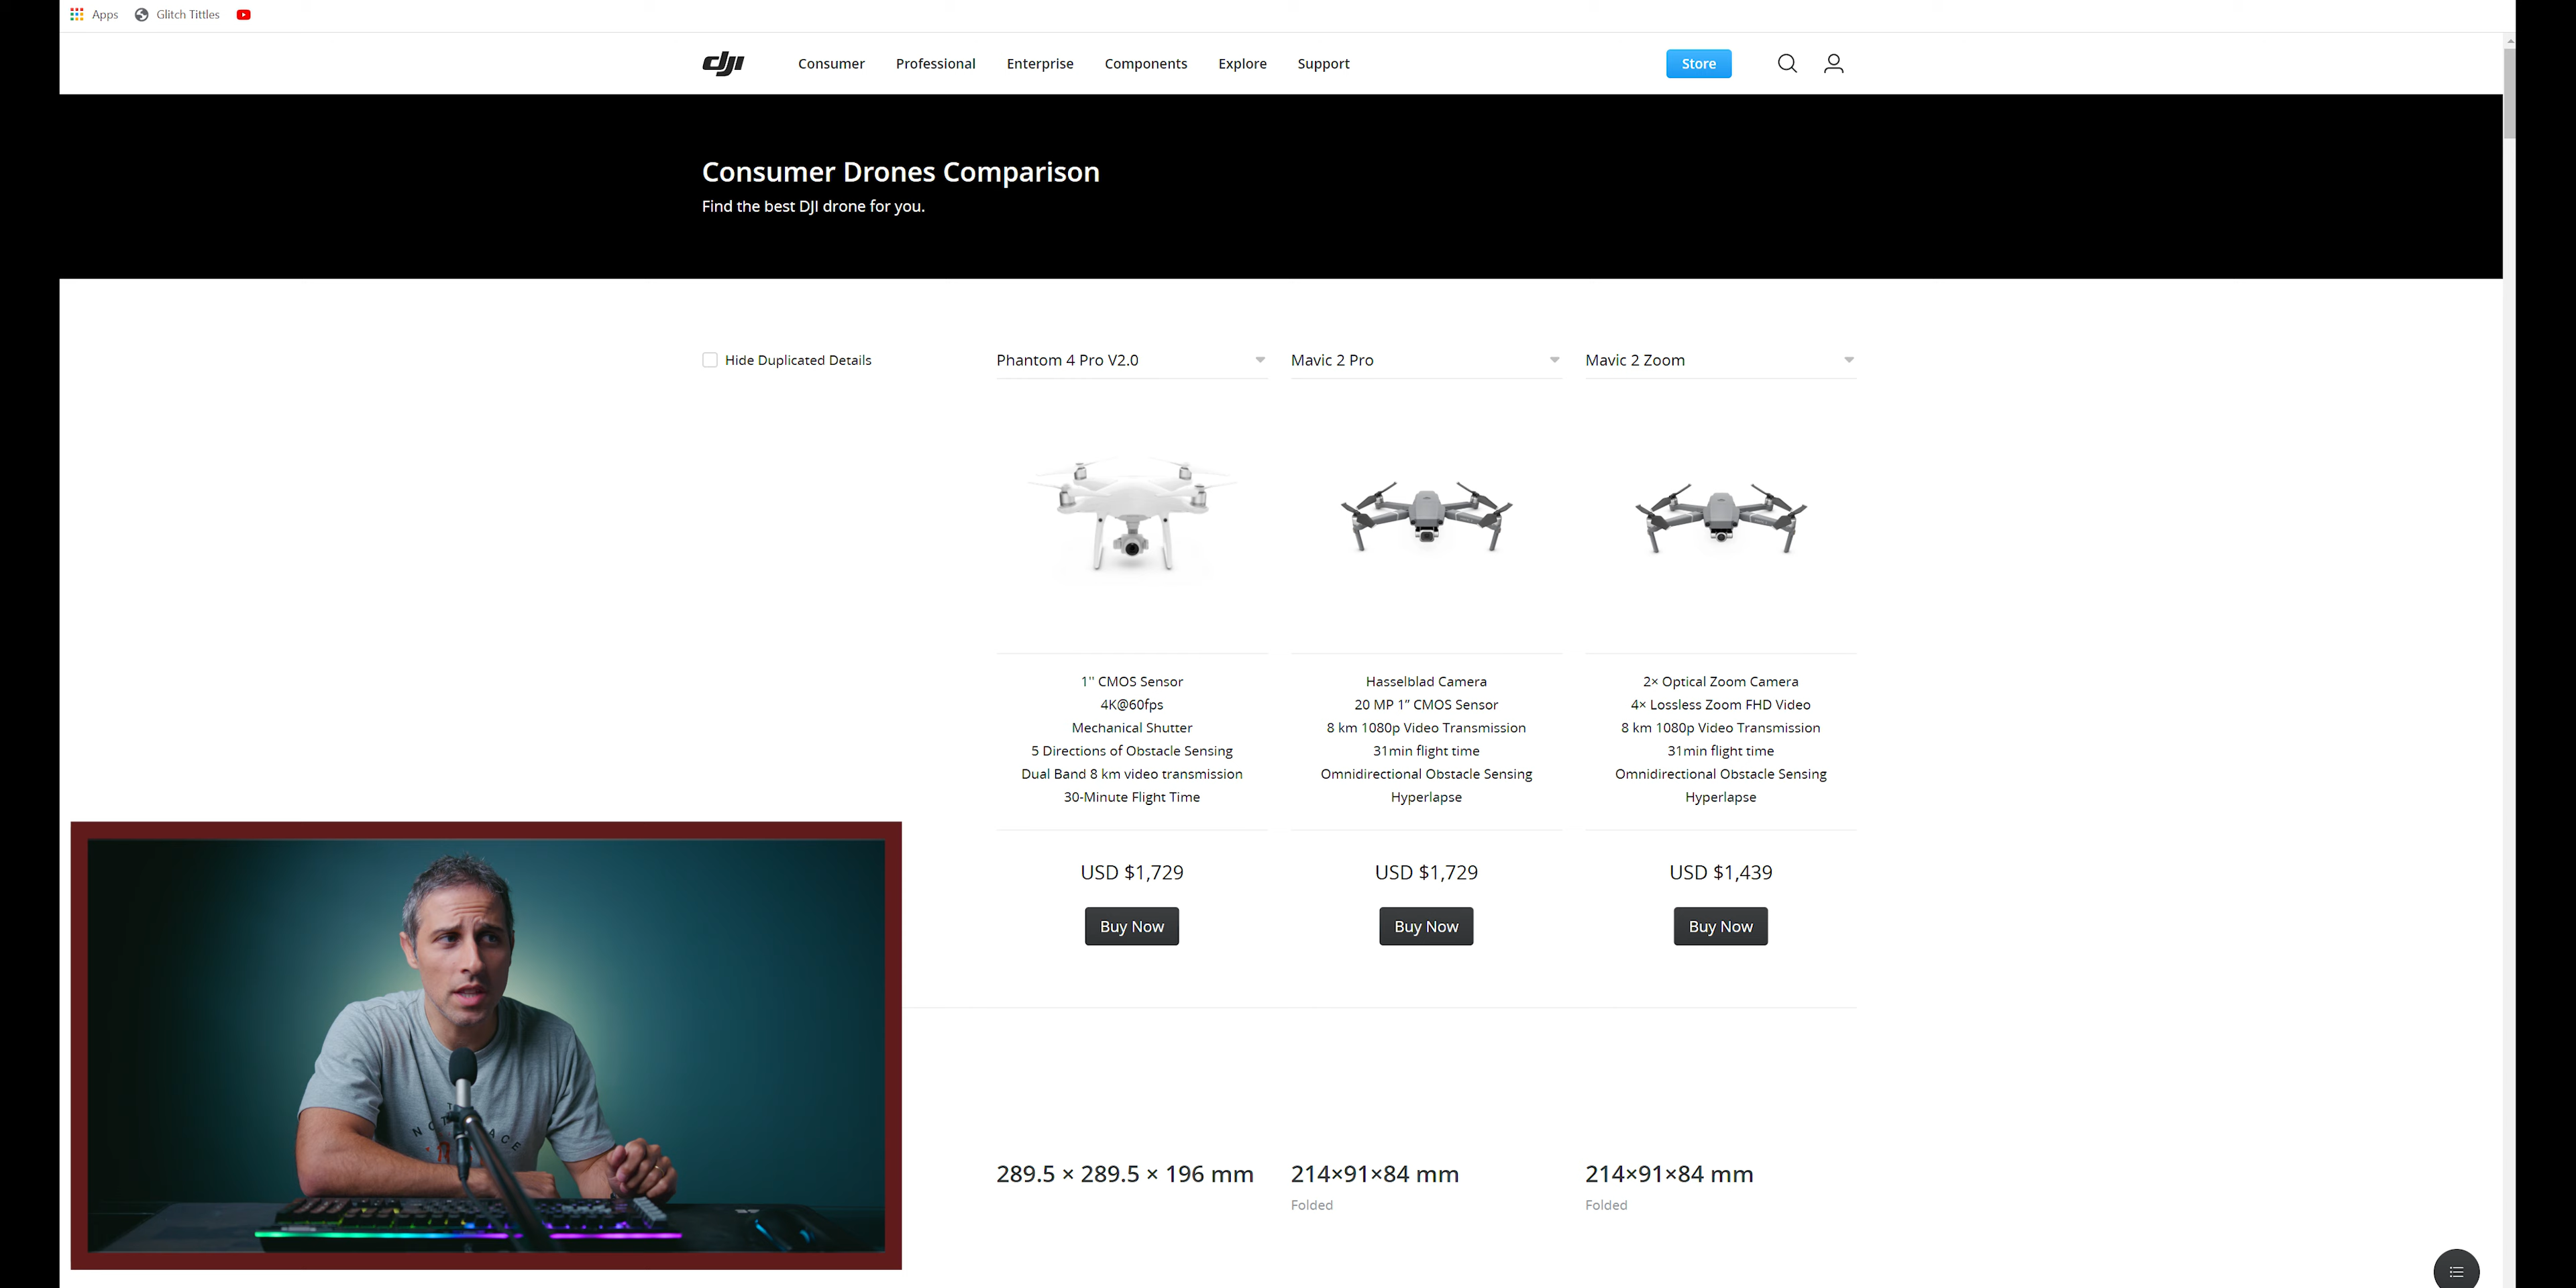 Apps
Glitch Tittles
dji
Consumer
Professional
Enterprise
Components
Explore
Support
Store
Consumer Drones Comparison
Find the best DJI drone for you.
Hide Duplicated Details
Phantom 4 Pro V2.0
Mavic 2 Pro
Mavic 2 Zoom
1'' CMOS Sensor
4K@60fps
Mechanical Shutter
5 Directions of Obstacle Sensing
Dual Band 8 km video transmission
30-Minute Flight Time
Hasselblad Camera
20 MP 1” CMOS Sensor
8 km 1080p Video Transmission
31min flight time
Omnidirectional Obstacle Sensing
Hyperlapse
2× Optical Zoom Camera
4× Lossless Zoom FHD Video
8 km 1080p Video Transmission
31min flight time
Omnidirectional Obstacle Sensing
Hyperlapse
USD $1,729
USD $1,729
USD $1,439
Buy Now
Buy Now
Buy Now
289.5 × 289.5 × 196 mm
214×91×84 mm
Folded
214×91×84 mm
Folded